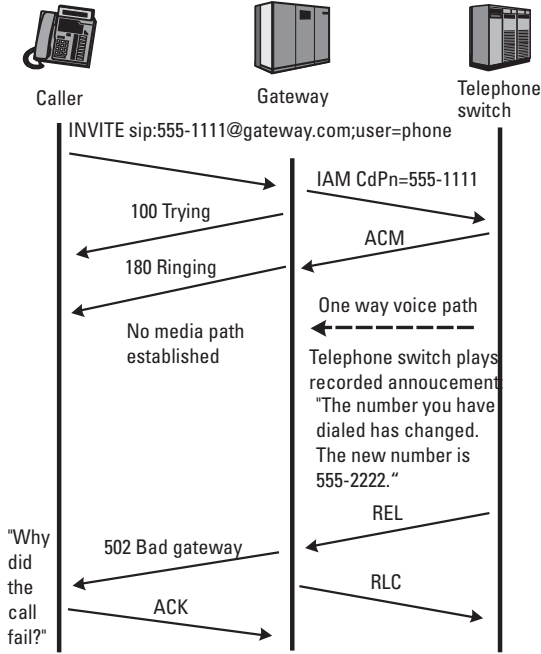 Caller
Gateway
Telephone
switch
INVITE sip:555-1111@gateway.com;user=phone
IAM CdPn=555-1111
100 Trying
ACM
180 Ringing
One way voice path
No media path
established
Telephone switch plays
recorded annoucement:
"The number you have
dialed has changed.
The new number is
555-2222.“
REL
"Why
did
the
call
fail?"
502 Bad gateway
RLC
ACK